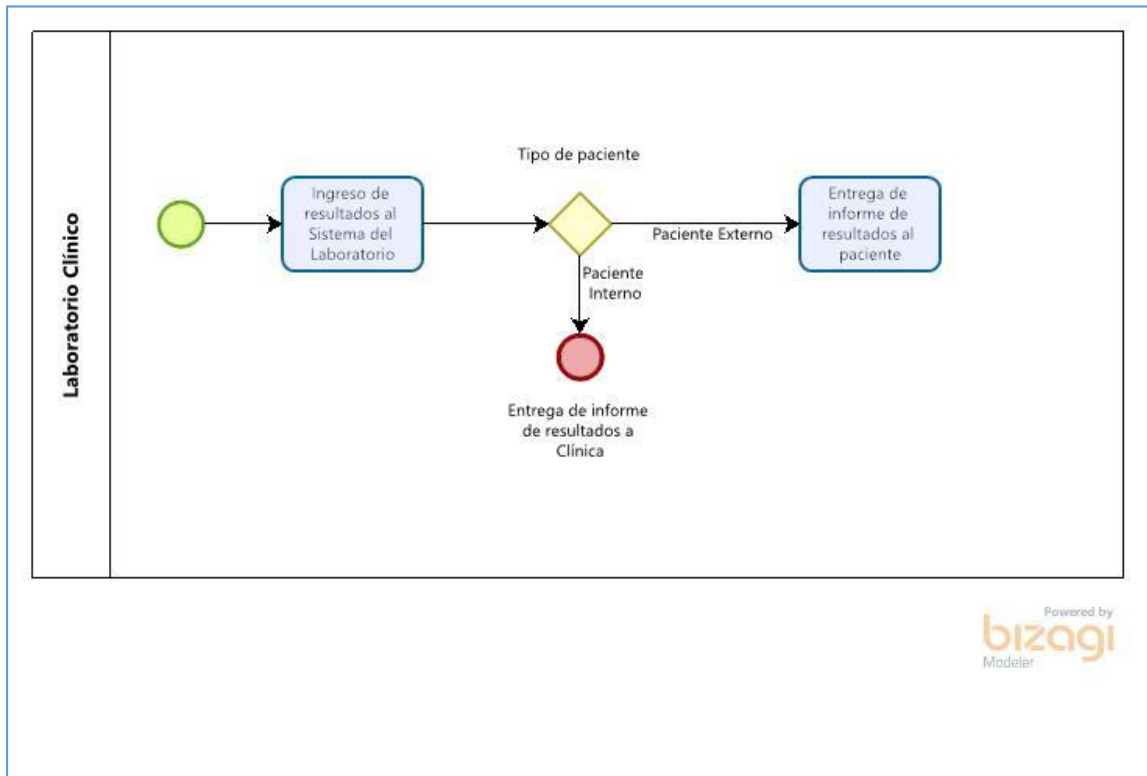 Laboratorio Clínico
Tipo de paciente
Ingreso de
resultados al
Sistema del
Laboratorio
Paciente Externo
Entrega de
informe de
resultados al
paciente
Paciente
Interno
Entrega de informe
de resultados a
Clínica
Powered by
bizagi
Modeler